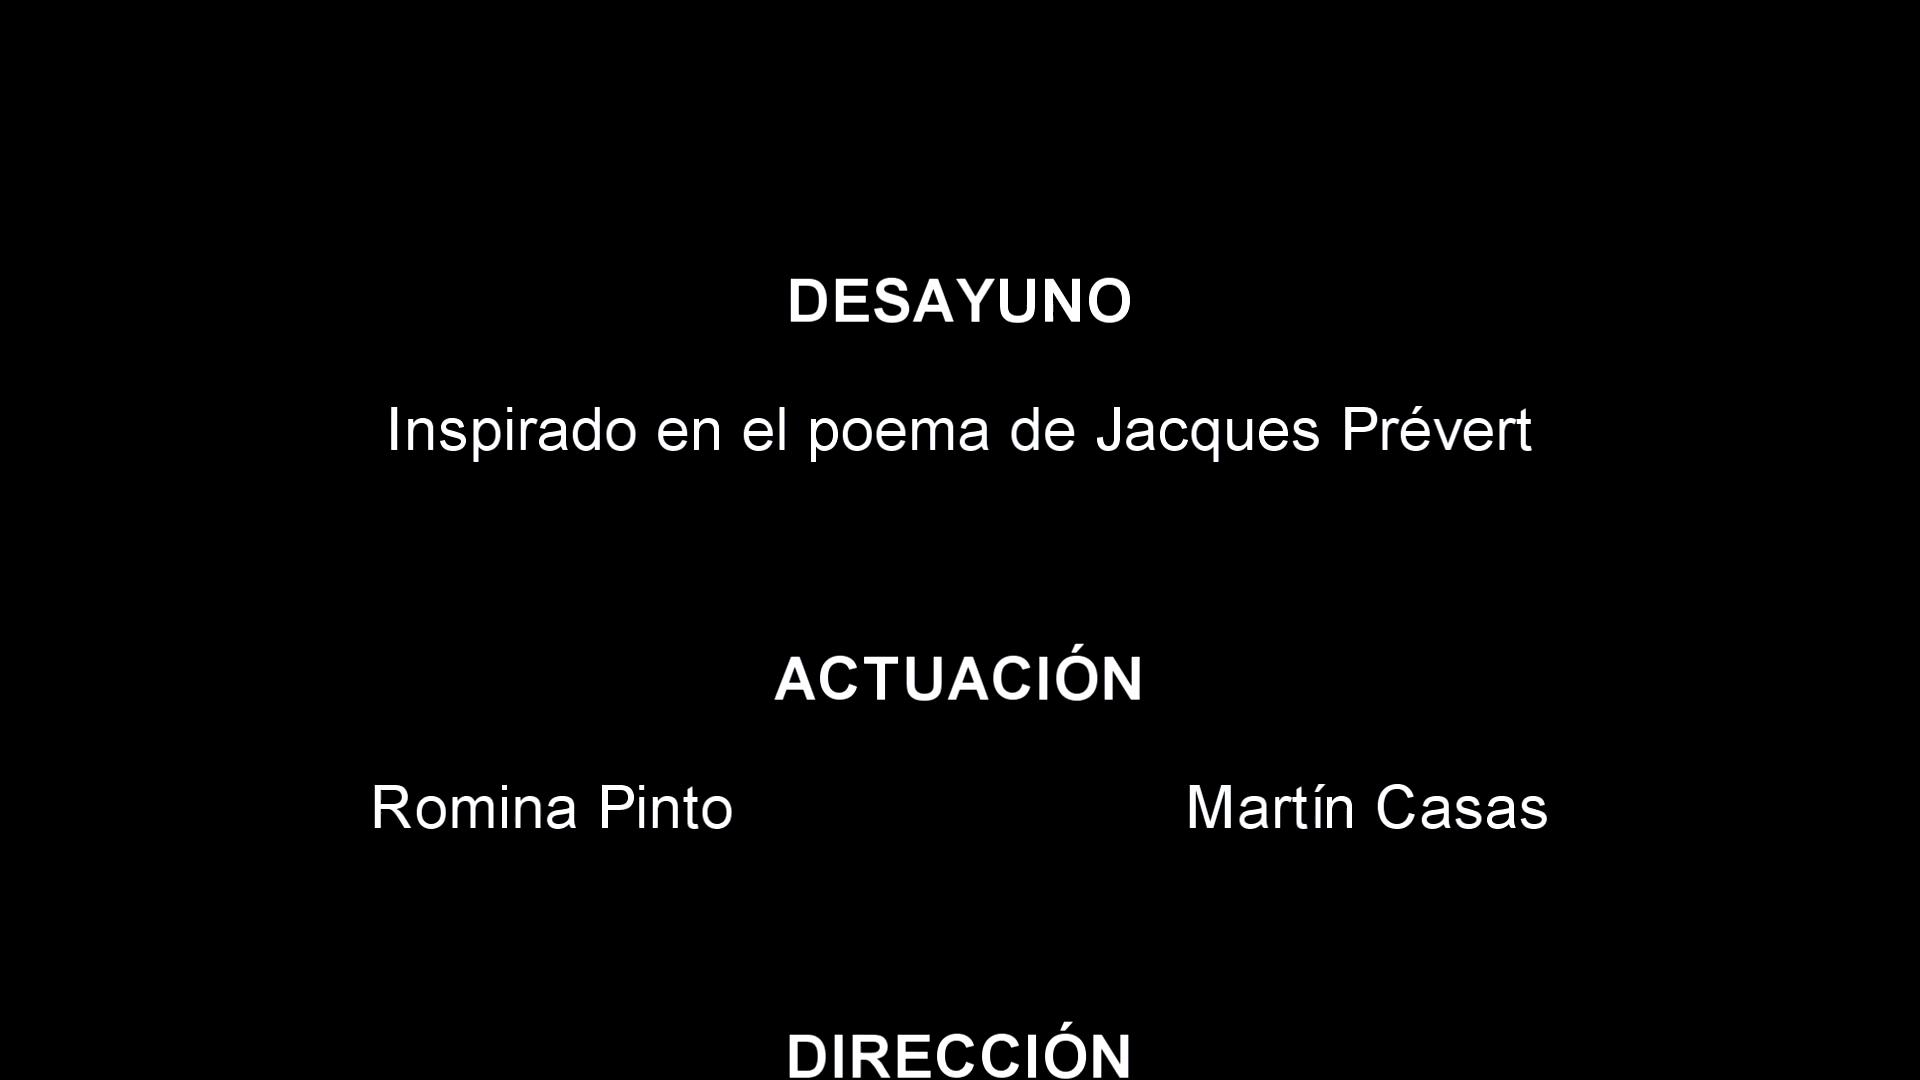 DESAYUNO
Inspirado en el poema de Jacques Prévert
ACTUACIÓN
Romina Pinto Martín Casas
DIRECCIÓN